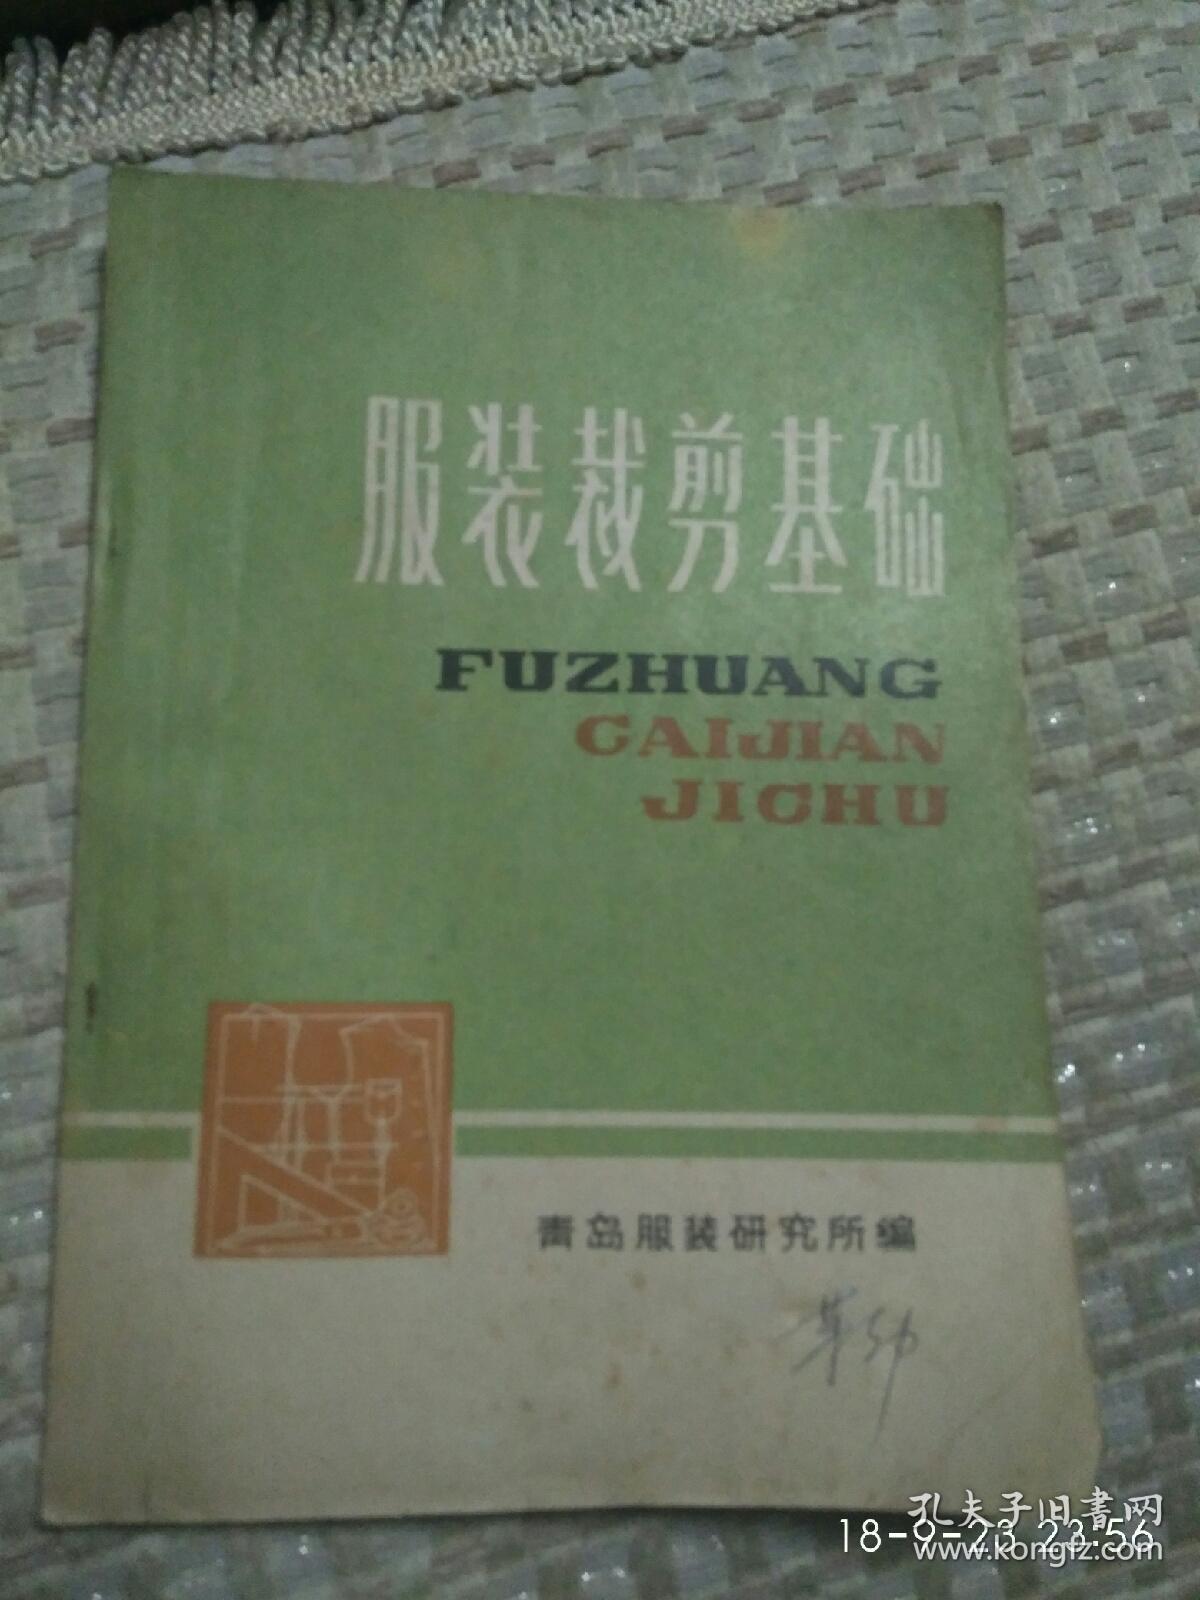 服装裁剪基础
FUZHUANG
CAIJIAN
JICHU
青岛服装研究所编
孔夫子旧書网
18-9-23 23:56
www.kongfz.com